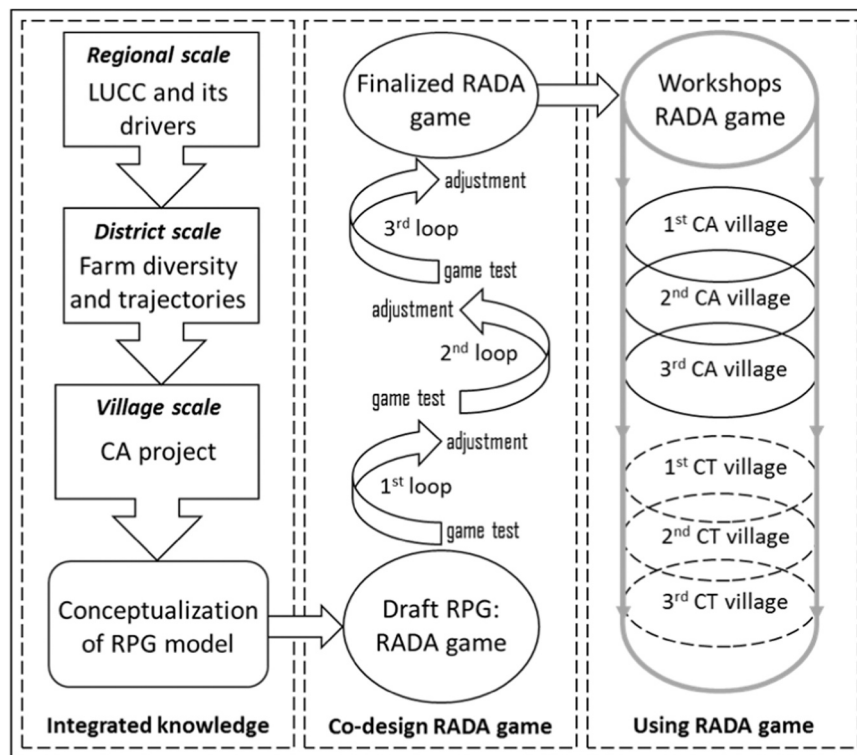 Regional scale
LUCC and its
drivers
District scale
Farm diversity
and trajectories
Village scale
CA project
Conceptualization
of RPG model
Integrated knowledge
Finalized RADA
game
adjustment
3rd loop
game test
adjustment
2nd loop
game test
adjustment
1st loop
game test
Draft RPG:
RADA game
Co-design RADA game
Workshops
RADA game
1st CA village
2nd CA village
3rd CA village
1st CT village
2nd CT village
3rd CT village
Using RADA game